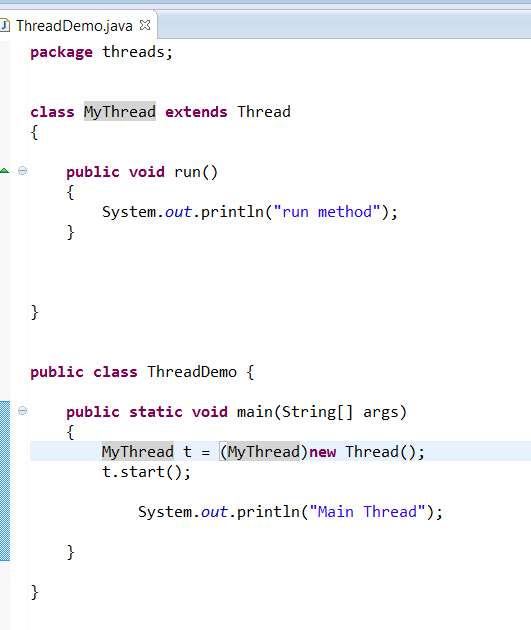 ThreadDemo.java
package threads;
class MyThread extends Thread
{
public void run()
{
System.out.println("run method");
}
}
public class ThreadDemo {
public static void main(String[] args)
{
MyThread t = (MyThread)new Thread();
t.start();
System.out.println("Main Thread");
}
}